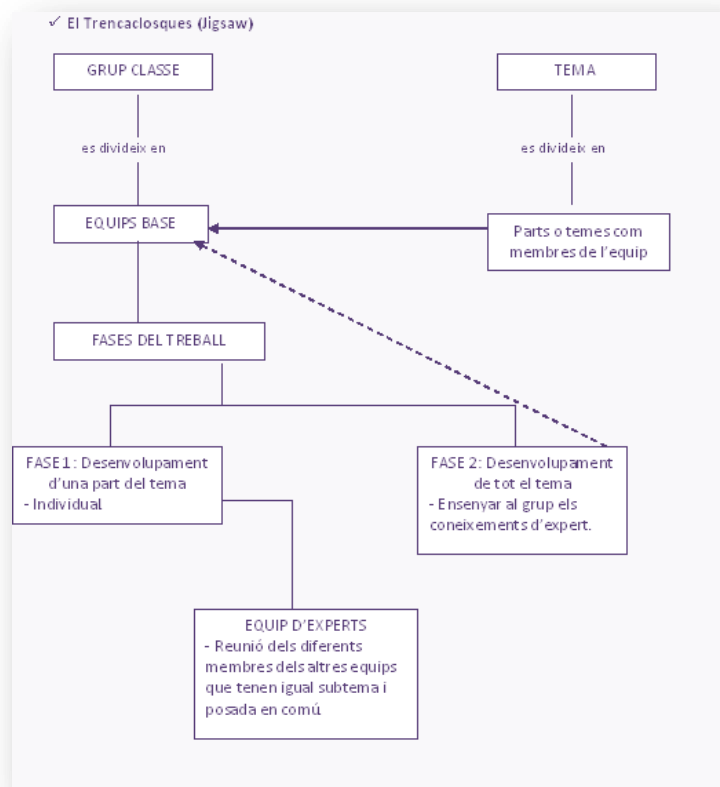 ✓ El Trencaclosques (Jigsaw)
GRUP CLASSE
TEMA
es divideix en
es divideix en
EQUIPS BASE
Parts o temes com
membres de l'equip
FASES DEL TREBALL
FASE 1: Desenvolupament
d'una part del tema
- Individual.
FASE 2: Desenvolupament
de tot el tema
- Ensenyar al grup els
coneixements d'expert.
EQUIP D'EXPERTS
- Reunió dels diferents
membres dels altres equips
que tenen igual subtema i
posada en comú.